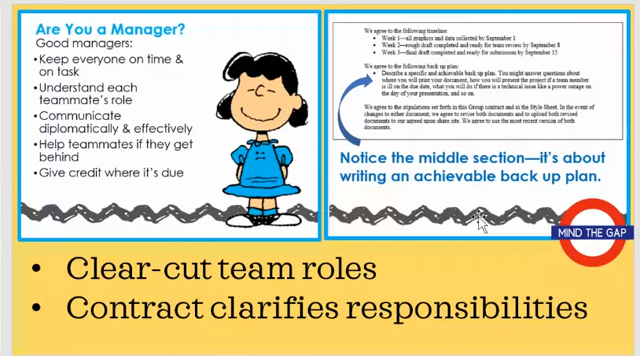 Are You a Manager?
Good managers:
• Keep everyone on time &
on task
• Understand each
teammate's role
• Communicate
diplomatically & effectively
• Help teammates if they get
behind
• Give credit where it's due
We agree to the following timeline:
• Week 1—all graphics and data collected by September 1
• Week 2—rough draft completed and ready for team review by September 8
• Week 3—final draft completed and ready for submission by September 15
We agree to the following back up plan:
• Describe a specific and achievable back up plan. You might answer questions about
where you will print your document, how you will present the project if a team member
is ill on the due date, what you will do if there is a technical issue like a power outage on
the day of your presentation, and so on.
We agree to the stipulations set forth in this Group contract and in the Style Sheet. In the event of
changes to either document, we agree to revise both documents and to upload both revised
documents to our agreed upon share site. We agree to use the most recent version of both
documents.
Notice the middle section—it's about
writing an achievable back up plan.
MIND THE GAP
• Clear-cut team roles
• Contract clarifies responsibilities